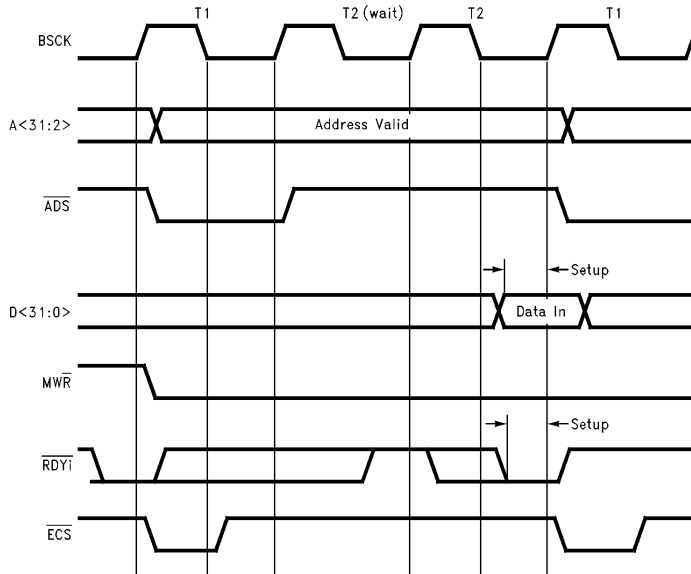 T1 T2 (wait) T2 T1
BSCK
A<31:2> Address Valid
ADS
Setup
D<31:0> Data In
MWR
Setup
RDYi
ECS